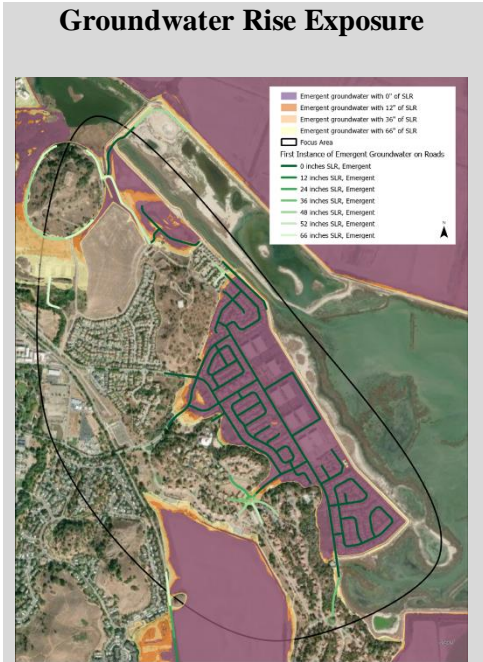 Groundwater Rise Exposure
Emergent groundwater with 0" of SLR
Emergent groundwater with 12" of SLR
Emergent groundwater with 36" of SLR
Emergent groundwater with 66" of SLR
Focus Area
First Instance of Emergent Groundwater on Roads
0 inches SLR, Emergent
12 inches SLR, Emergent
24 inches SLR, Emergent
36 inches SLR, Emergent
48 inches SLR, Emergent
52 inches SLR, Emergent
66 inches SLR, Emergent